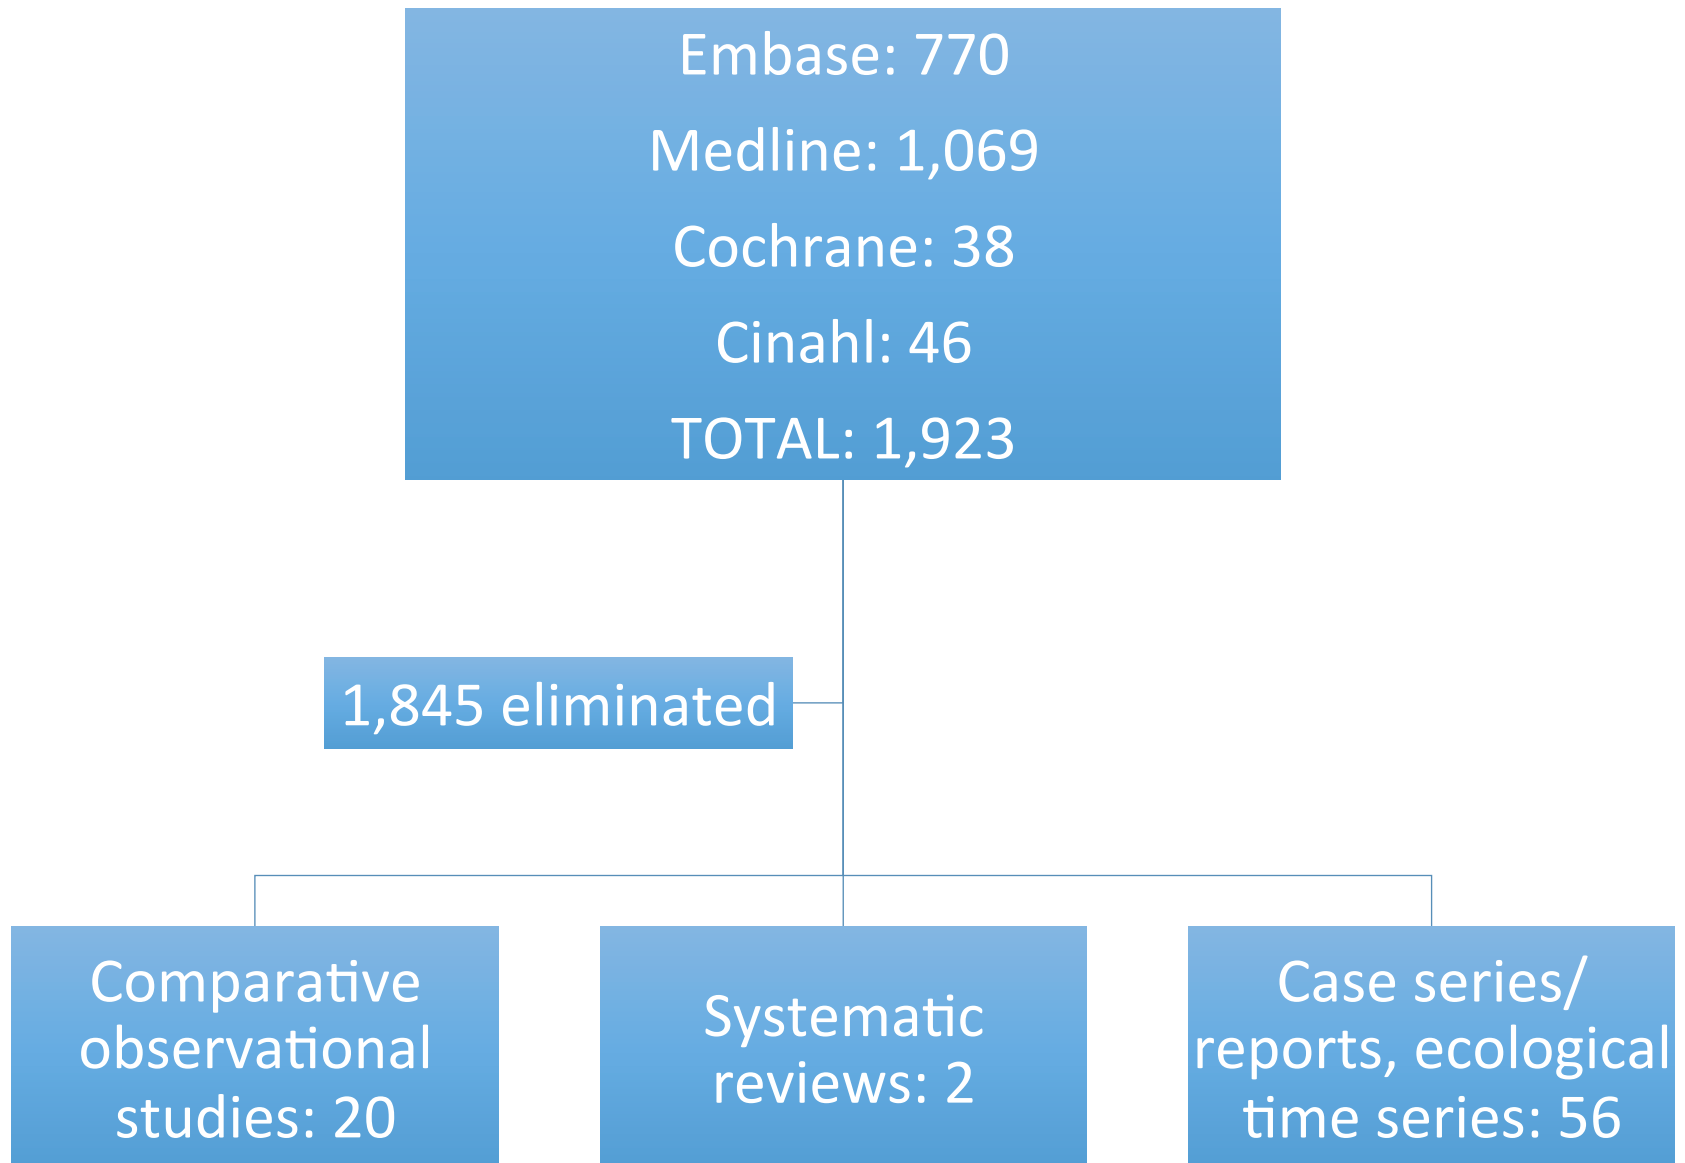 Embase: 770
Medline: 1,069
Cochrane: 38
Cinahl: 46
TOTAL: 1,923
1,845 eliminated
Comparative
observational
studies: 20
Systematic
reviews: 2
Case series/
reports, ecological
time series: 56